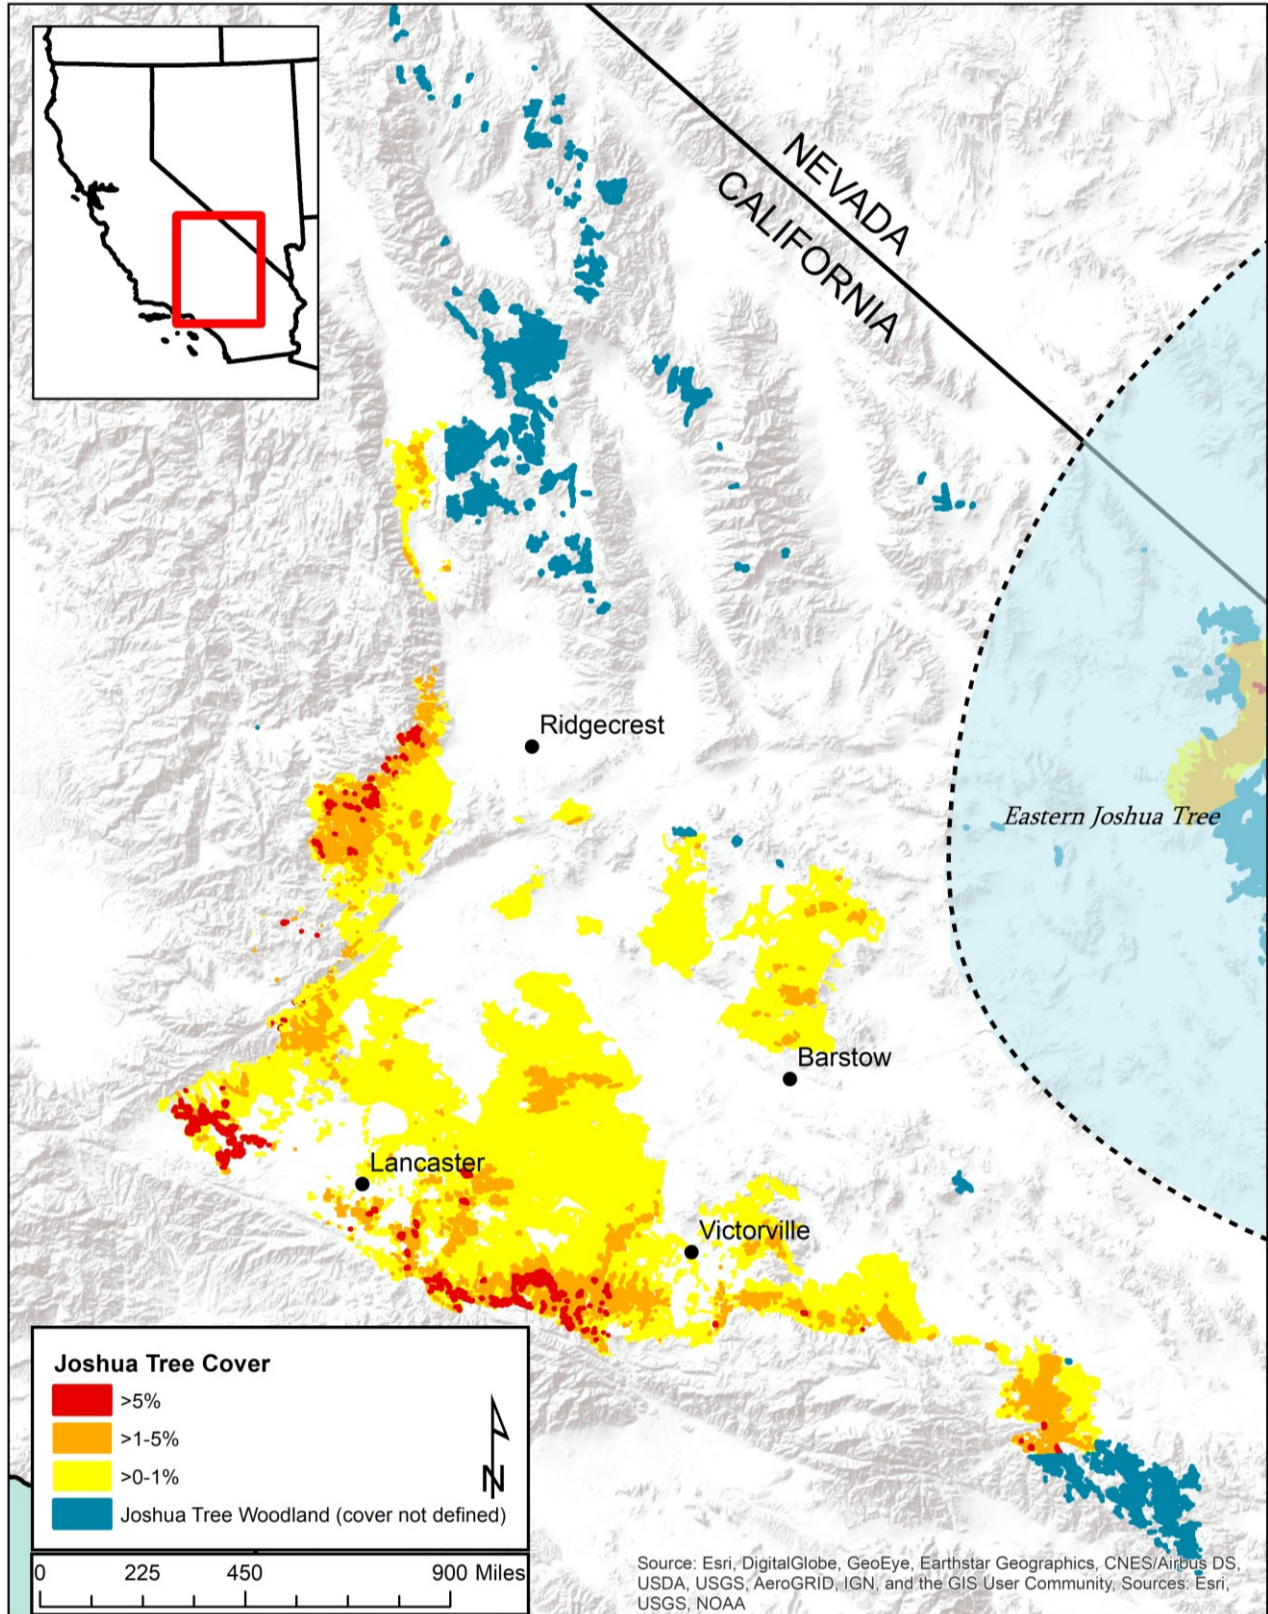 NEVADA
CALIFORNIA
Ridgecrest
Eastern Joshua Tree
Barstow
Lancaster
Victorville
Joshua Tree Cover
>5%
>1-5%
>0-1%
Joshua Tree Woodland (cover not defined)
N
0 225 450 900 Miles
Source: Esri, DigitalGlobe, GeoEye, Earthstar Geographics, CNES/Airbus DS,
USDA, USGS, AeroGRID, IGN, and the GIS User Community, Sources: Esri,
USGS, NOAA